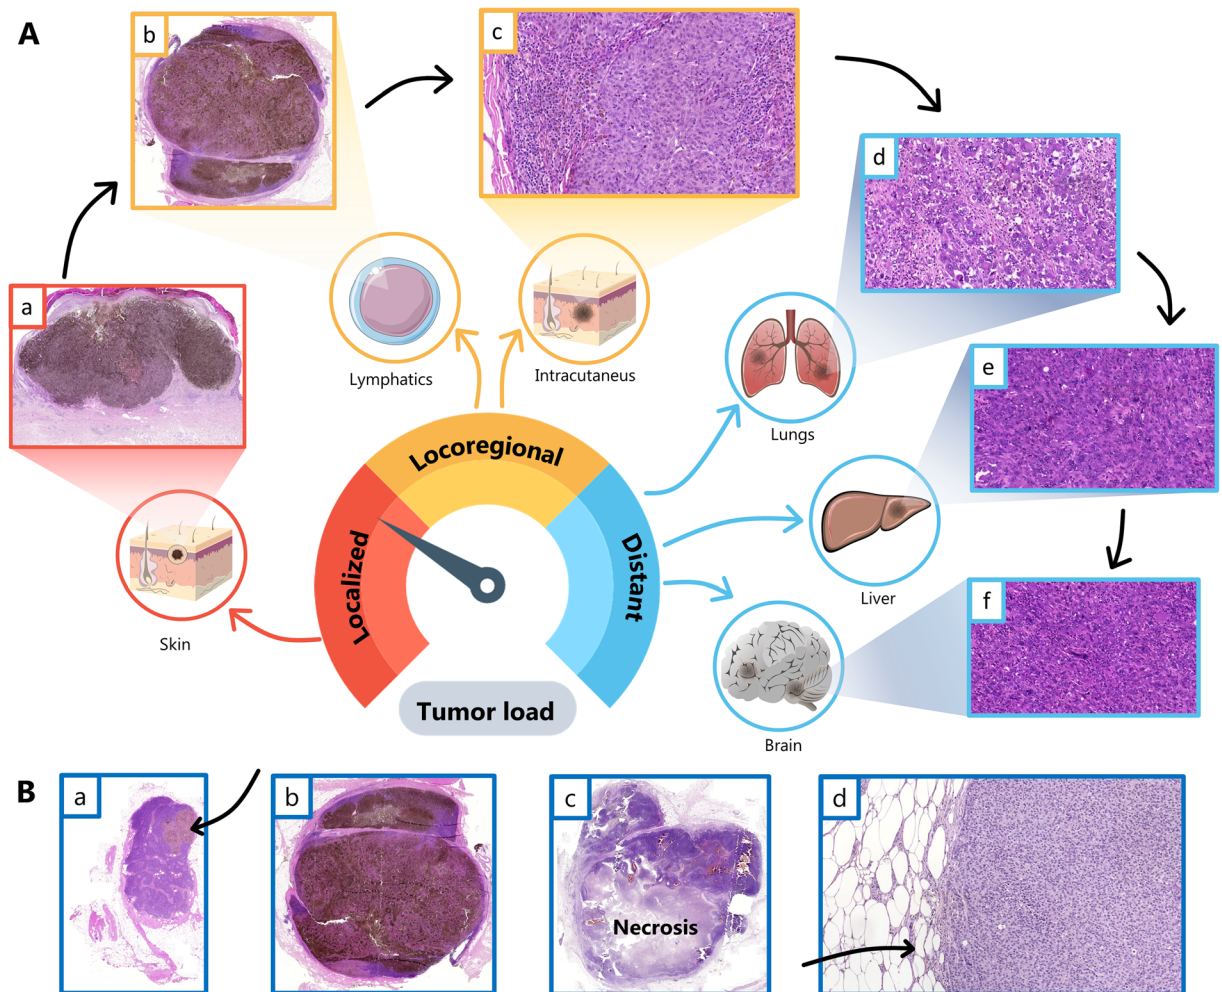 A
b
c
d
a
e
Lymphatics
Intracutaneus
Lungs
Locoregional
Localized
Distant
f
Skin
Liver
Tumor load
Brain
B
a
b
c
d
Necrosis